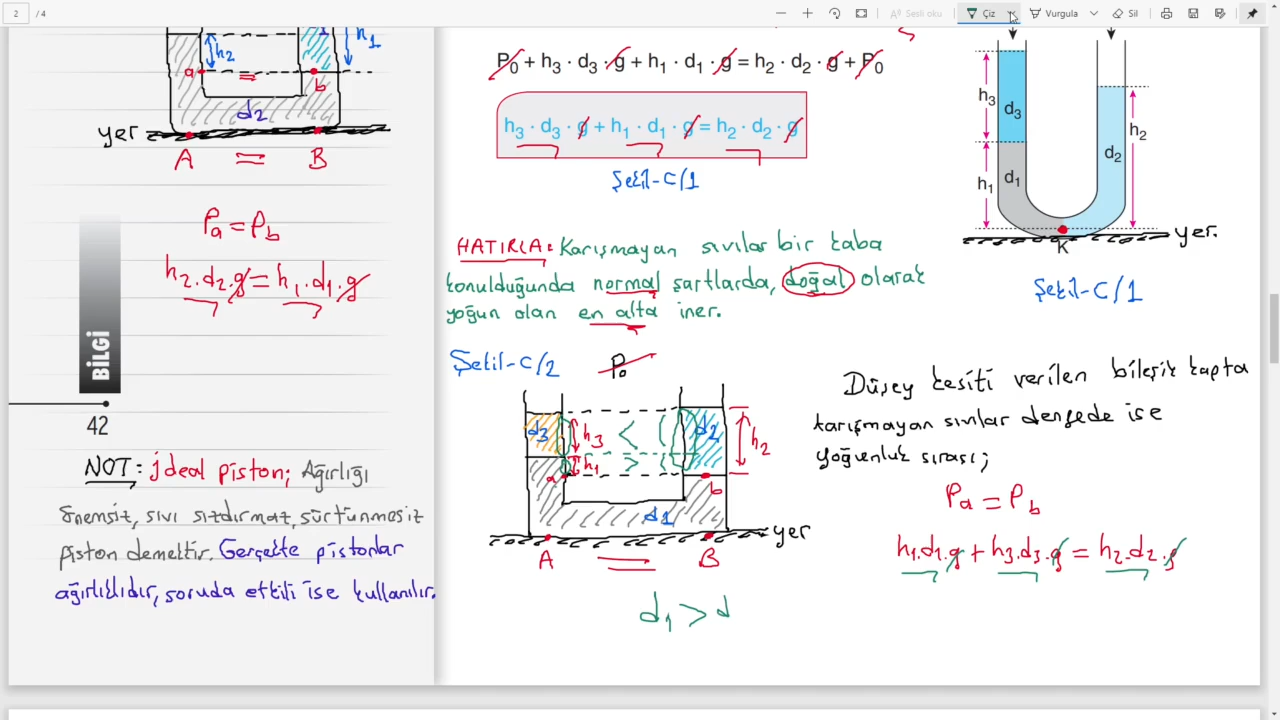 2 / 4
Sesli oku
Çiz
Vurgula
Sil
h2
h1
a
=
b
d2
yer
A = B
Pa = Pb
h2.d2.g = h1.d1.g
BİLGİ
42
NOT: İdeal piston; Ağırlığı
önemsiz, sıvı sızdırmaz, sürtünmesiz
piston demektir. Gerçekte pistonlar
ağırlıklıdır, soruda etkili ise kullanılır.
P0 + h3 · d3 · g + h1 · d1 · g = h2 · d2 · g + P0
h3 · d3 · g + h1 · d1 · g = h2 · d2 · g
Şekil-C/1
HATIRLA: Karışmayan sıvılar bir kaba
konulduğunda normal şartlarda, doğal olarak
yoğun olan en alta iner.
Şekil-C/2
P0
d3
h3
<
d2
h2
h1
>
a
b
d1
yer
A = B
d1 > d
h3
d3
h2
d2
h1
d1
K
yer.
Şekil-C/1
Düşey kesiti verilen bileşik kapta
karışmayan sıvılar dengede ise
yoğunluk sırası;
Pa = Pb
h1.d1.g + h3.d3.g = h2.d2.g